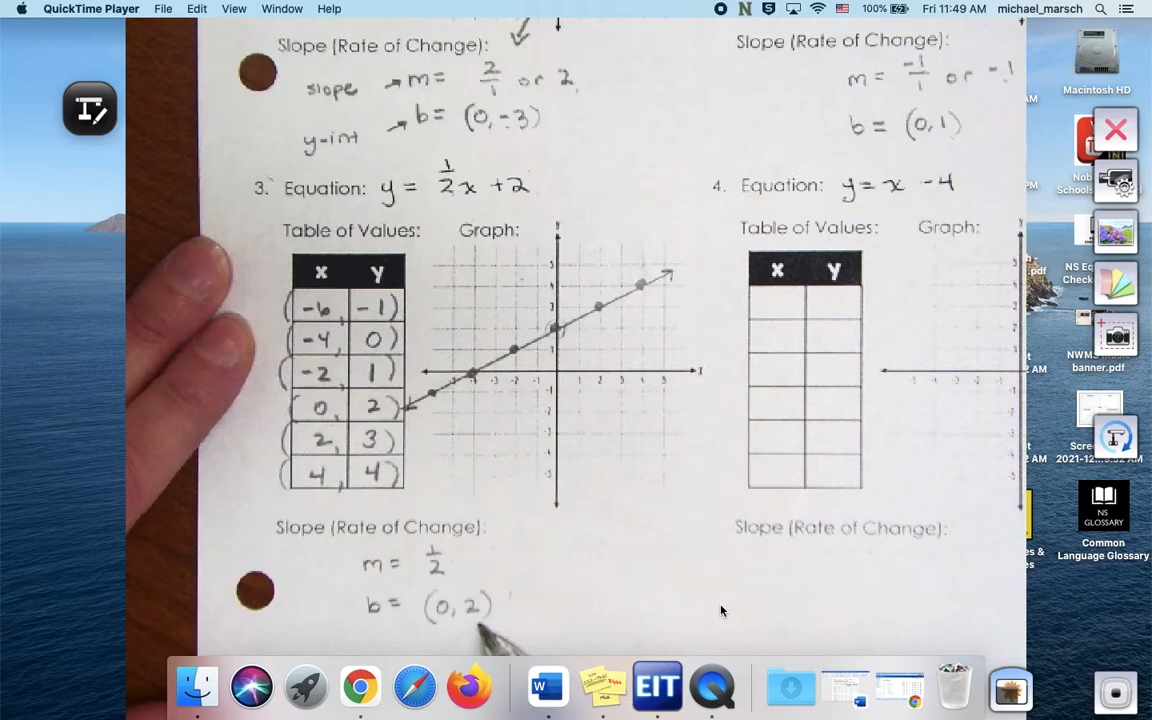 QuickTime Player File Edit View Window Help
100% Fri 11:49 AM michael_marsch
Slope (Rate of Change):
slope → m = 2/1 or 2
y-int → b = (0, -3)
Slope (Rate of Change):
m = -1/1 or -1
b = (0,1)
3. Equation: y = 1/2x +2
Table of Values: Graph:
x y
(-6, -1)
(-4, 0)
(-2, 1)
(0, 2)
(2, 3)
(4, 4)
y
x
Slope (Rate of Change):
m = 1/2
b = (0, 2)
4. Equation: y = x -4
Table of Values: Graph:
x y
Slope (Rate of Change):
Macintosh HD
NWMS
banner.pdf
NS
GLOSSARY
Common
Language Glossary
EIT
W